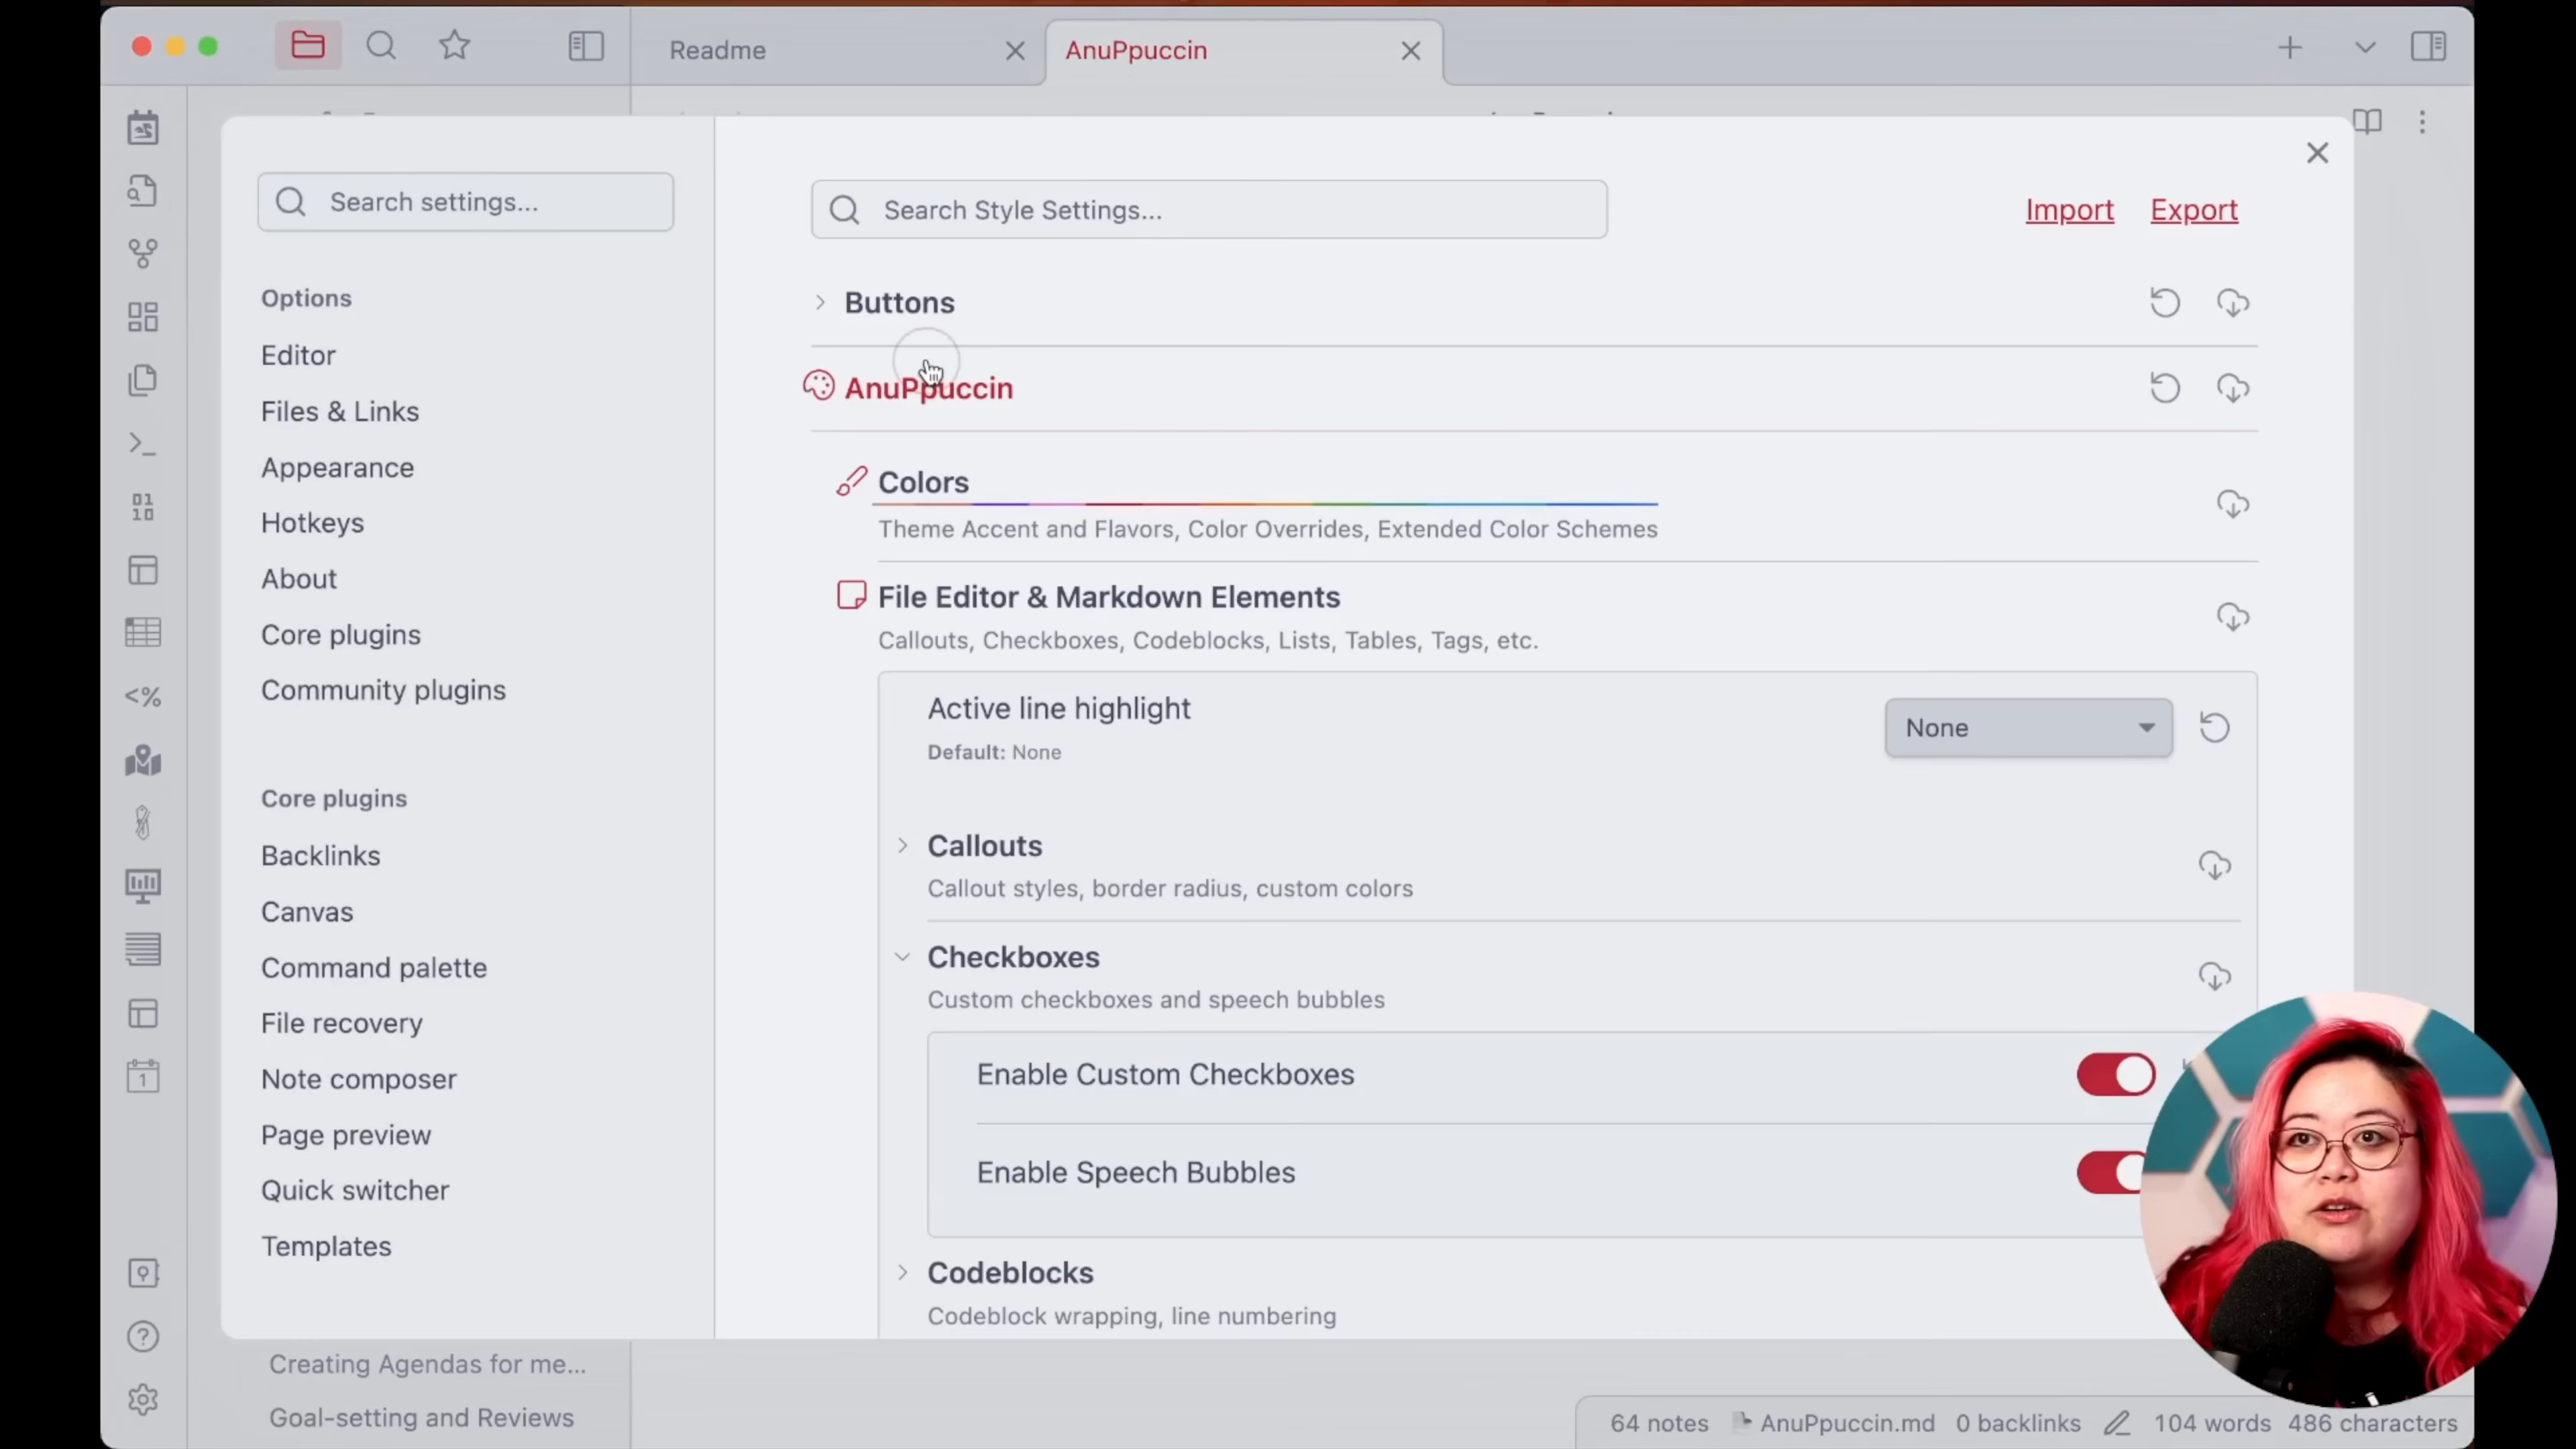 Readme
AnuPpuccin
Search settings...
Options
Editor
Files & Links
Appearance
Hotkeys
About
Core plugins
Community plugins
Core plugins
Backlinks
Canvas
Command palette
File recovery
Note composer
Page preview
Quick switcher
Templates
Search Style Settings...
Import Export
Buttons
AnuPpuccin
Colors
Theme Accent and Flavors, Color Overrides, Extended Color Schemes
File Editor & Markdown Elements
Callouts, Checkboxes, Codeblocks, Lists, Tables, Tags, etc.
Active line highlight
Default: None
None
Callouts
Callout styles, border radius, custom colors
Checkboxes
Custom checkboxes and speech bubbles
Enable Custom Checkboxes
Enable Speech Bubbles
Codeblocks
Codeblock wrapping, line numbering
Creating Agendas for me...
Goal-setting and Reviews
64 notes AnuPpuccin.md 0 backlinks 104 words 486 characters